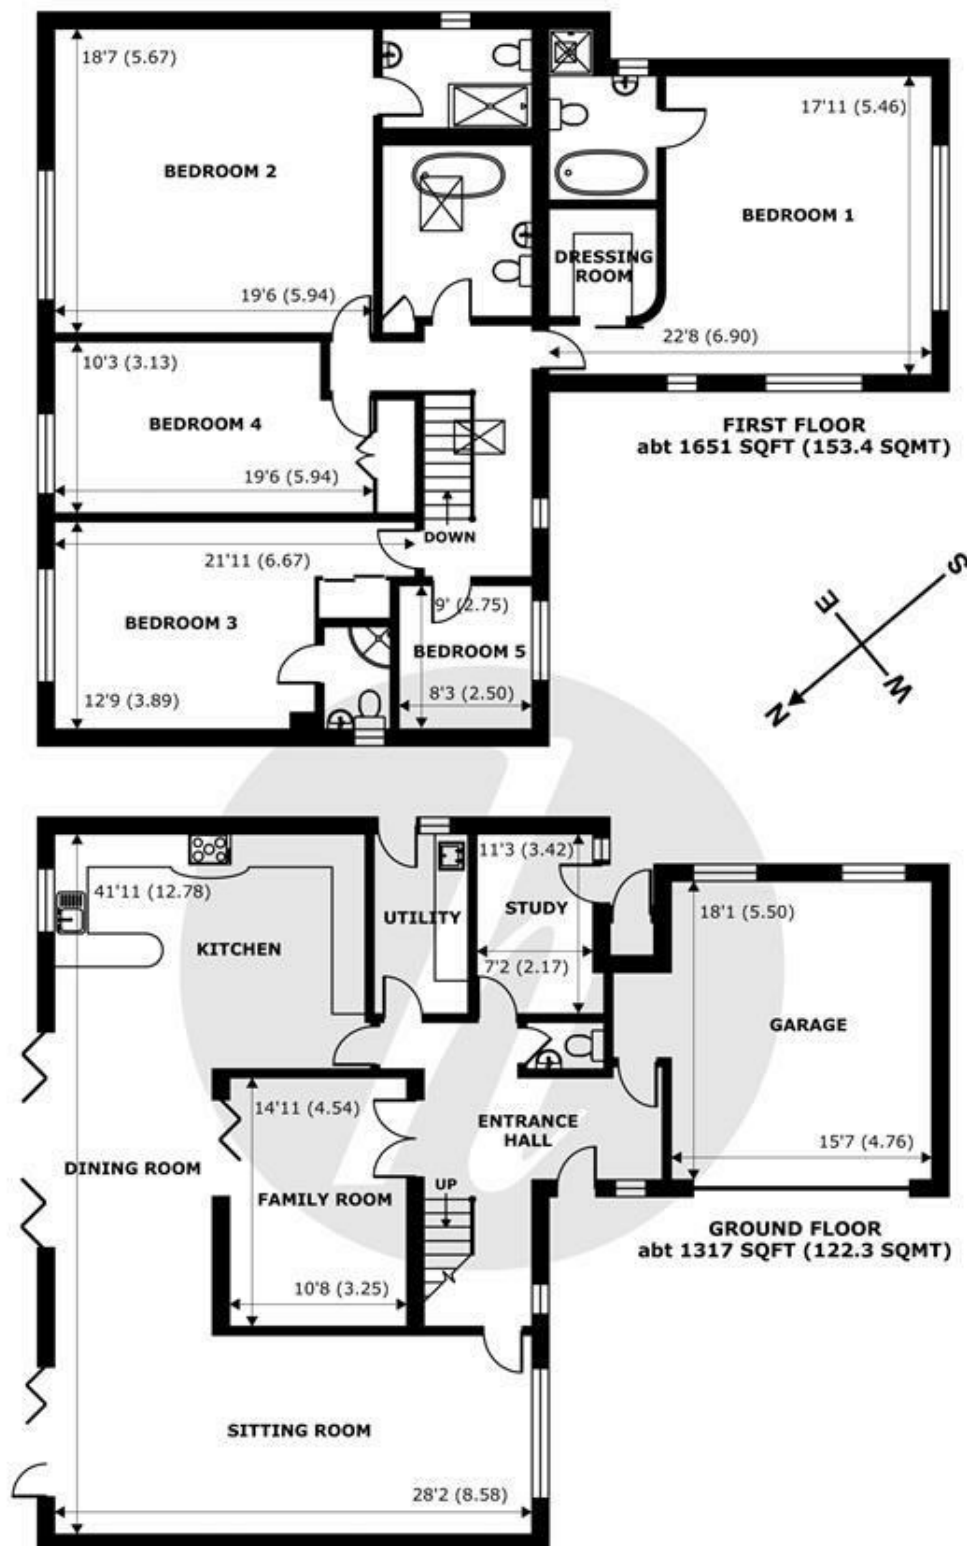 18'7 (5.67)
17'11 (5.46)
BEDROOM 2
BEDROOM 1
DRESSING
ROOM
19'6 (5.94)
22'8 (6.90)
10'3 (3.13)
BEDROOM 4
FIRST FLOOR
abt 1651 SQFT (153.4 SQMT)
19'6 (5.94)
DOWN
21'11 (6.67)
S
E
9' (2.75)
BEDROOM 3
BEDROOM 5
W
12'9 (3.89)
8'3 (2.50)
N
11'3 (3.42)
41'11 (12.78)
18'1 (5.50)
STUDY
UTILITY
KITCHEN
7'2 (2.17)
GARAGE
14'11 (4.54)
ENTRANCE
HALL
15'7 (4.76)
DINING ROOM
UP
FAMILY ROOM
GROUND FLOOR
abt 1317 SQFT (122.3 SQMT)
10'8 (3.25)
SITTING ROOM
28'2 (8.58)
h